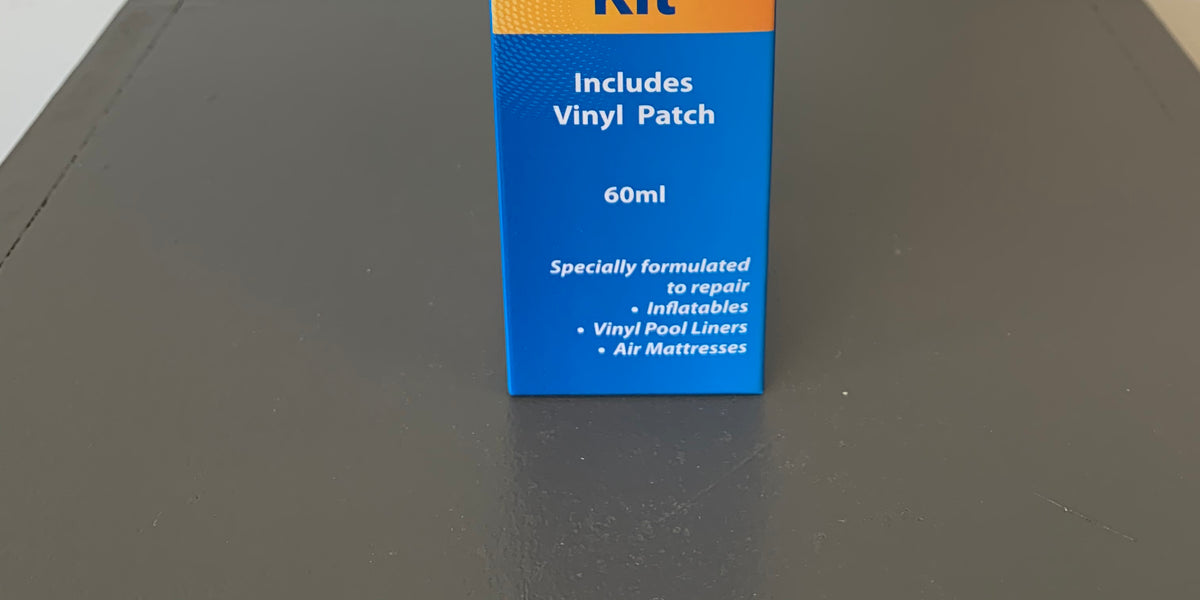 Kit
Includes
Vinyl Patch
60ml
Specially formulated
to repair
• Inflatables
• Vinyl Pool Liners
• Air Mattresses